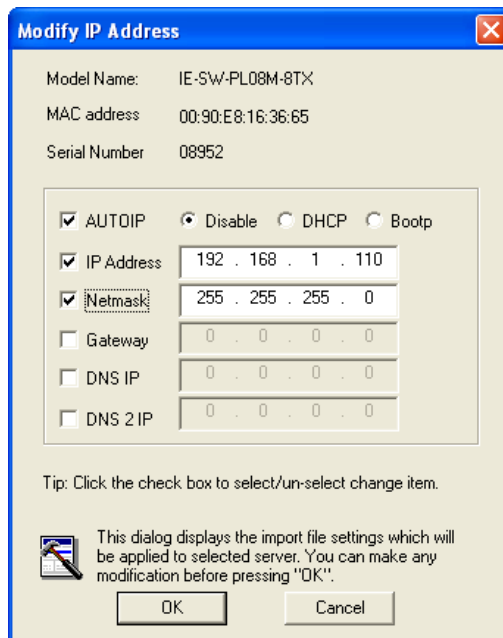 Modify IP Address
Model Name: IE-SW-PL08M-8TX
MAC address 00:90:E8:16:36:65
Serial Number 08952
AUTOIP Disable DHCP Bootp
IP Address 192 . 168 . 1 . 110
Netmask 255 . 255 . 255 . 0
Gateway 0 . 0 . 0 . 0
DNS IP 0 . 0 . 0 . 0
DNS 2 IP 0 . 0 . 0 . 0
Tip: Click the check box to select/un-select change item.
This dialog displays the import file settings which will
be applied to selected server. You can make any
modification before pressing "OK".
OK Cancel